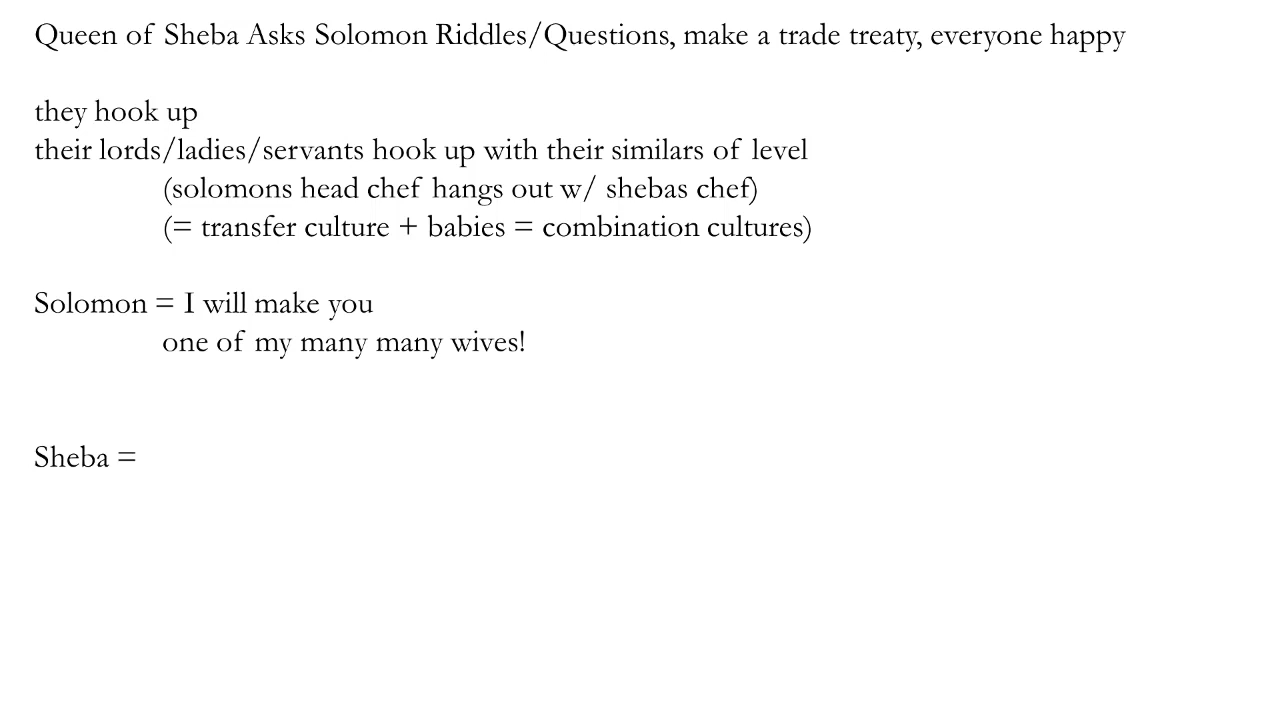 Queen of Sheba Asks Solomon Riddles/Questions, make a trade treaty, everyone happy
they hook up
their lords/ladies/servants hook up with their similars of level
(solomons head chef hangs out w/ shebas chef)
(= transfer culture + babies = combination cultures)
Solomon = I will make you
one of my many many wives!
Sheba =